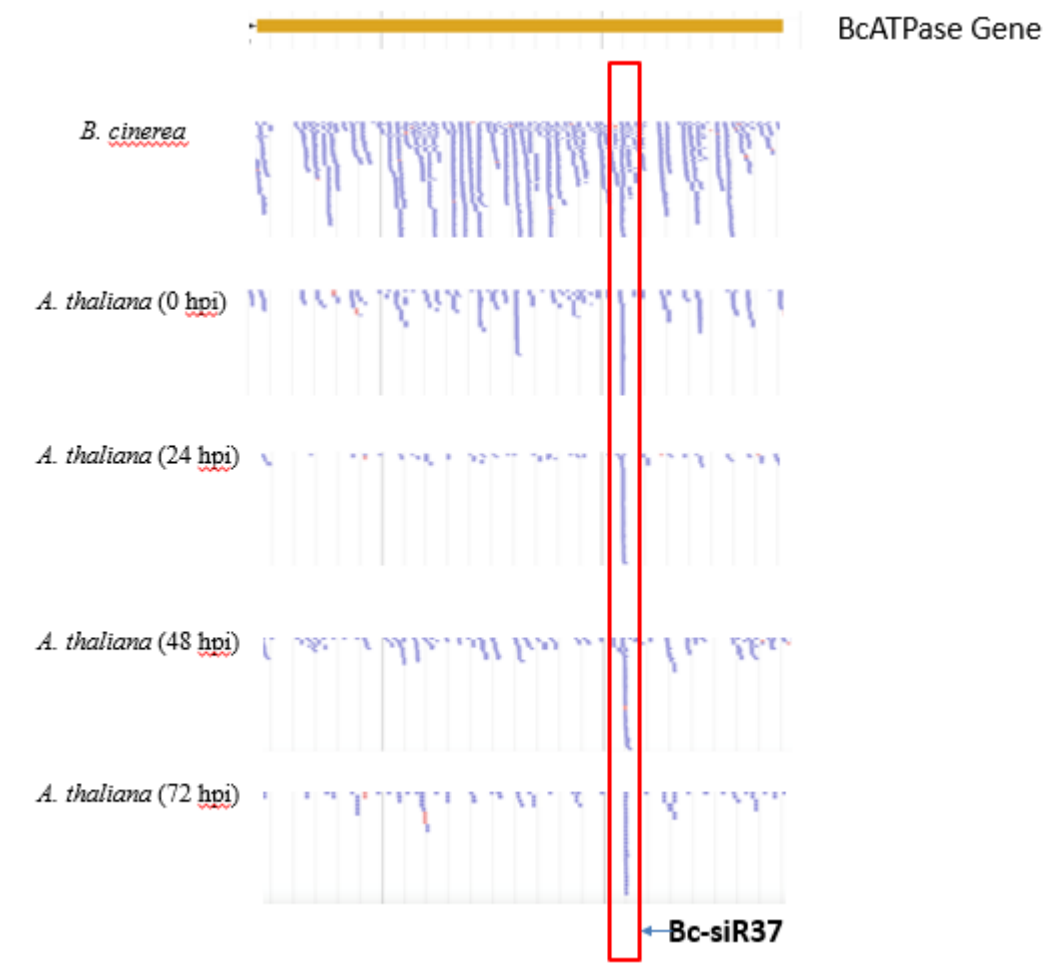 BcATPase Gene
B. cinerea
A. thaliana (0 hpi)
A. thaliana (24 hpi)
A. thaliana (48 hpi)
A. thaliana (72 hpi)
Bc-siR37